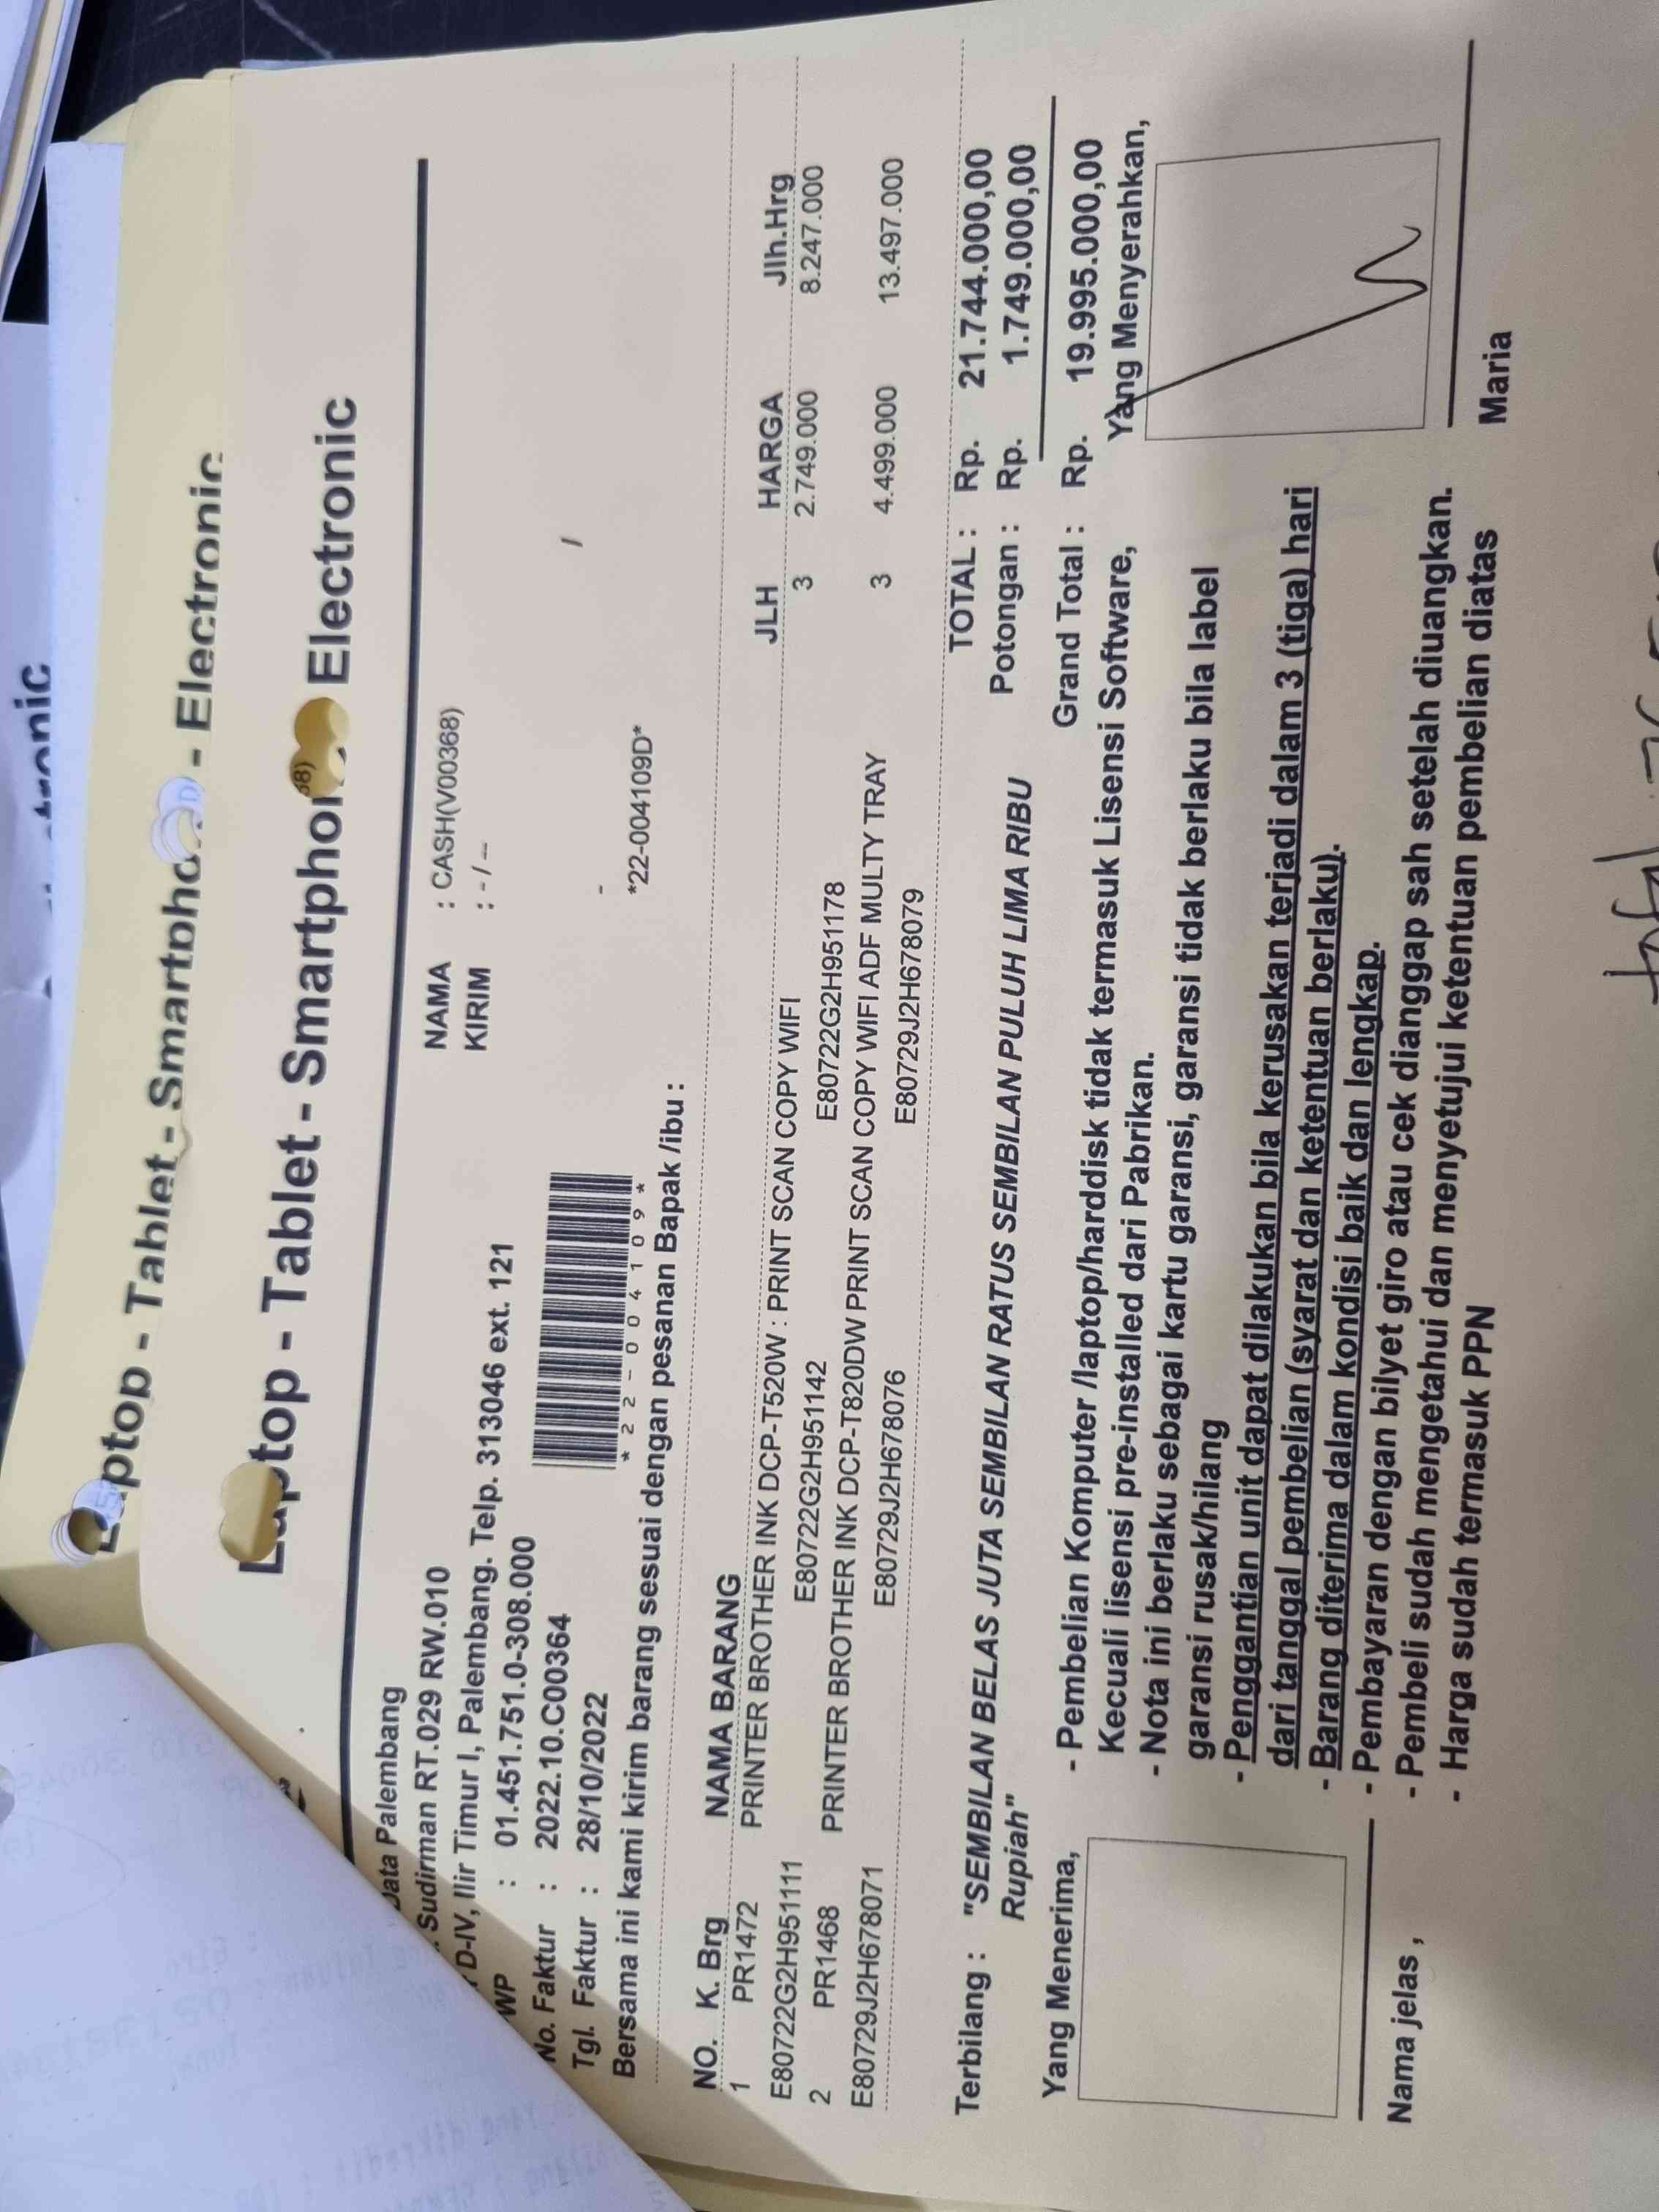 tronic
ptop - Tablet - Smartpho - Electronic
Laptop - Tablet - Smartphon Electronic
Data Palembang
. Sudirman RT.029 RW.010
D-IV, Ilir Timur I, Palembang. Telp. 313046 ext. 121
WP : 01.451.751.0-308.000
No. Faktur : 2022.10.C00364
Tgl. Faktur : 28/10/2022
NAMA : CASH(V00368)
KIRIM : - / --
/
-
*22-004109*
*22-004109D*
Bersama ini kami kirim barang sesuai dengan pesanan Bapak /ibu :
NO. K. Brg NAMA BARANG JLH HARGA Jlh.Hrg
1 PR1472 PRINTER BROTHER INK DCP-T520W : PRINT SCAN COPY WIFI 3 2.749.000 8.247.000
E80722G2H951111 E80722G2H951142 E80722G2H951178
2 PR1468 PRINTER BROTHER INK DCP-T820DW PRINT SCAN COPY WIFI ADF MULTY TRAY 3 4.499.000 13.497.000
E80729J2H678071 E80729J2H678076 E80729J2H678079
TOTAL : Rp. 21.744.000,00
Potongan : Rp. 1.749.000,00
Grand Total : Rp. 19.995.000,00
Terbilang : "SEMBILAN BELAS JUTA SEMBILAN RATUS SEMBILAN PULUH LIMA RIBU
Rupiah"
Yang Menerima,
Nama jelas ,
- Pembelian Komputer /laptop/harddisk tidak termasuk Lisensi Software,
Kecuali lisensi pre-installed dari Pabrikan.
- Nota ini berlaku sebagai kartu garansi, garansi tidak berlaku bila label
garansi rusak/hilang
- Penggantian unit dapat dilakukan bila kerusakan terjadi dalam 3 (tiga) hari
dari tanggal pembelian (syarat dan ketentuan berlaku).
- Barang diterima dalam kondisi baik dan lengkap.
- Pembayaran dengan bilyet giro atau cek dianggap sah setelah diuangkan.
- Pembeli sudah mengetahui dan menyetujui ketentuan pembelian diatas
- Harga sudah termasuk PPN
Yang Menyerahkan,
Maria